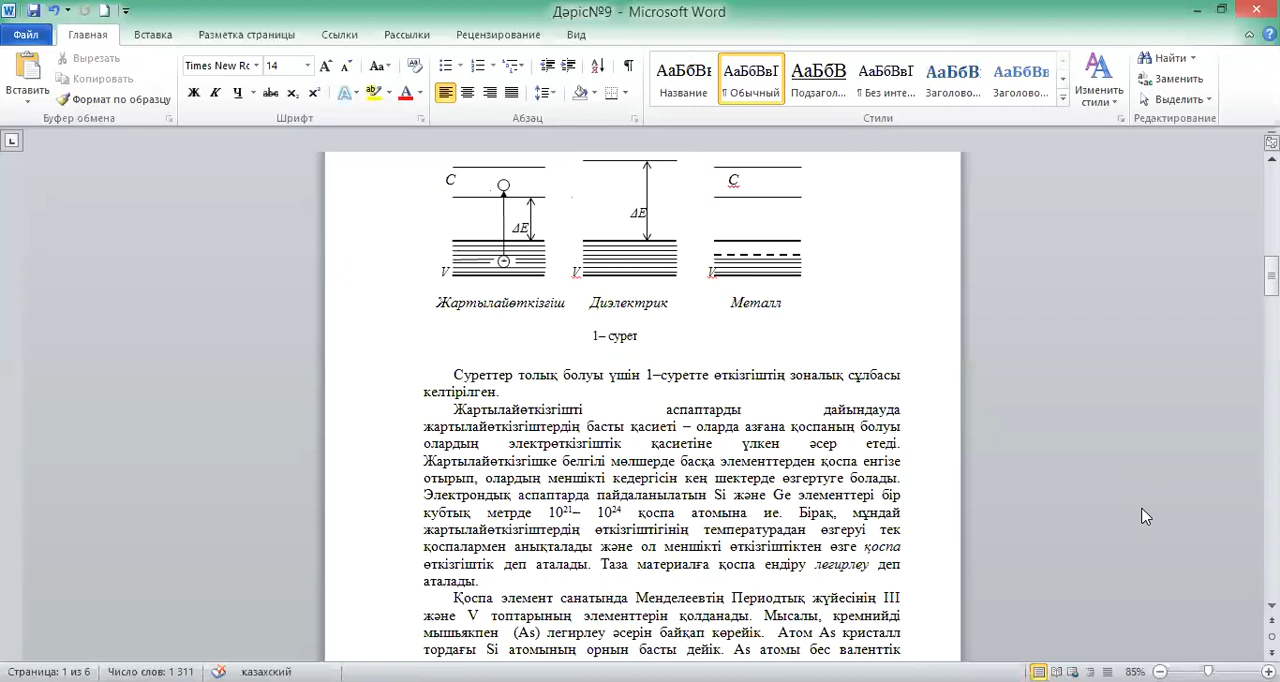 Дәріс№9 - Microsoft Word
Файл Главная Вставка Разметка страницы Ссылки Рассылки Рецензирование Вид
Вставить
Вырезать
Копировать
Формат по образцу
Буфер обмена
Times New Rc 14
Ж К Ч abc x₂ x²
Шрифт
Абзац
АаБбВı АаБбВвГ АаБбВ АаБбВвГ АаБбВ: АаБбВв
Название ¶ Обычный Подзагол... ¶ Без инте... Заголово... Заголово...
Стили
Изменить стили
Найти
Заменить
Выделить
Редактирование
C C
ΔE ΔE
V V V
Жартылайөткізгіш Диэлектрик Металл
1– сурет
Суреттер толық болуы үшін 1–суретте өткізгіштің зоналық сұлбасы
келтірілген.
Жартылайөткізгішті аспаптарды дайындауда
жартылайөткізгіштердің басты қасиеті – оларда азғана қоспаның болуы
олардың электрөткізгіштік қасиетіне үлкен әсер етеді.
Жартылайөткізгішке белгілі мөлшерде басқа элементтерден қоспа енгізе
отырып, олардың меншікті кедергісін кең шектерде өзгертуге болады.
Электрондық аспаптарда пайдаланылатын Si және Ge элементтері бір
кубтық метрде 10²¹– 10²⁴ қоспа атомына ие. Бірақ, мұндай
жартылайөткізгіштердің өткізгіштігінің температурадан өзгеруі тек
қоспалармен анықталады және ол меншікті өткізгіштіктен өзге қоспа
өткізгіштік деп аталады. Таза материалға қоспа ендіру легирлеу деп
аталады.
Қоспа элемент санатында Менделеевтің Периодтық жүйесінің III
және V топтарының элементтерін қолданады. Мысалы, кремнийді
мышьякпен (As) легирлеу әсерін байқап көрейік. Атом As кристалл
тордағы Si атомының орнын басты дейік. As атомы бес валенттік
Страница: 1 из 6 Число слов: 1 311 казахский 85%